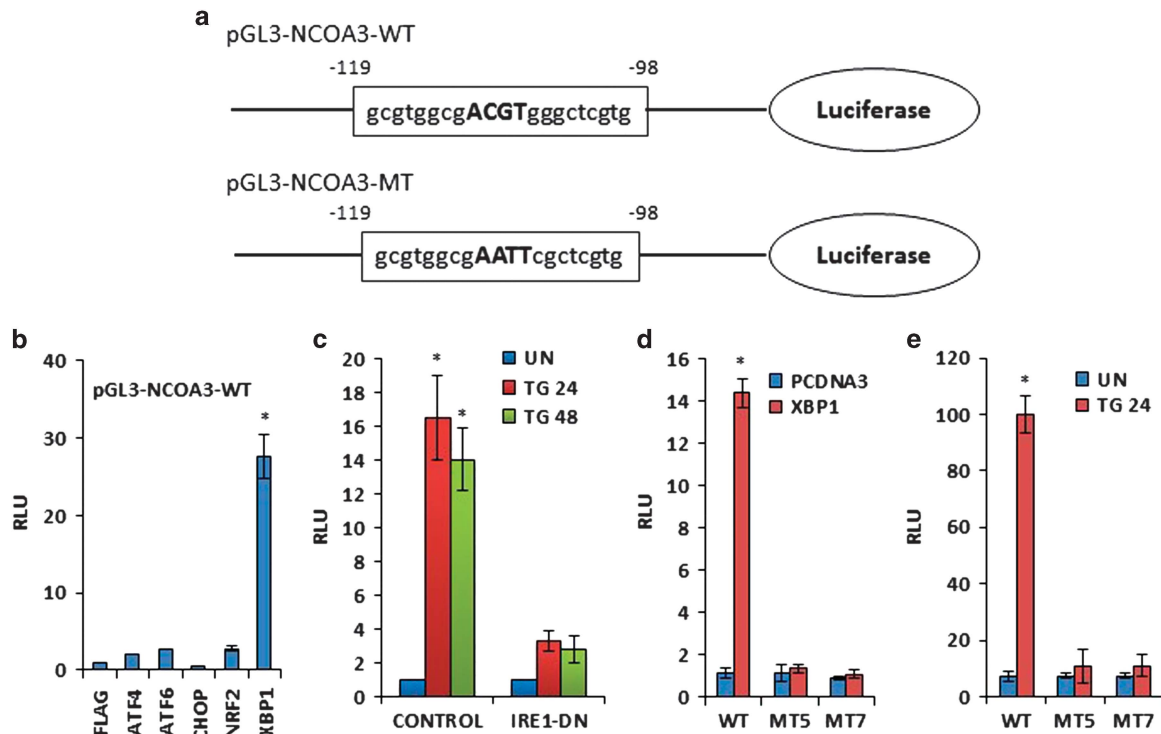 a
pGL3-NCOA3-WT
-119 -98
gcgtggcgACGTgggctcgtg
Luciferase
pGL3-NCOA3-MT
-119 -98
gcgtggcgAATTcgctcgtg
Luciferase
b
pGL3-NCOA3-WT
RLU
40
30
20
10
0
*
FLAG ATF4 ATF6 CHOP NRF2 XBP1
c
RLU
20
18
16
14
12
10
8
6
4
2
0
* *
UN
TG 24
TG 48
CONTROL IRE1-DN
d
RLU
16
14
12
10
8
6
4
2
0
*
PCDNA3
XBP1
WT MT5 MT7
e
RLU
120
100
80
60
40
20
0
*
UN
TG 24
WT MT5 MT7